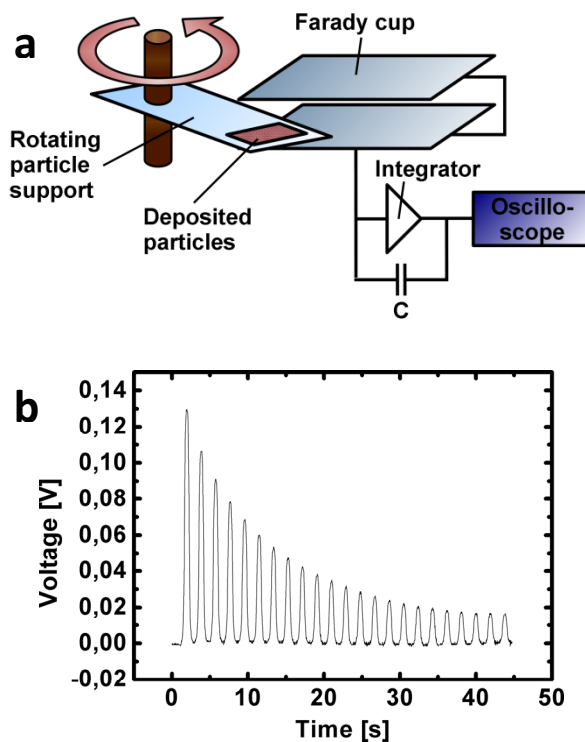 a
Farady cup
Rotating
particle
support
Deposited
particles
Integrator
Oscillo-
scope
C
b
0,14
0,12
0,10
0,08
0,06
0,04
0,02
0,00
-0,02
Voltage [V]
0 10 20 30 40 50
Time [s]